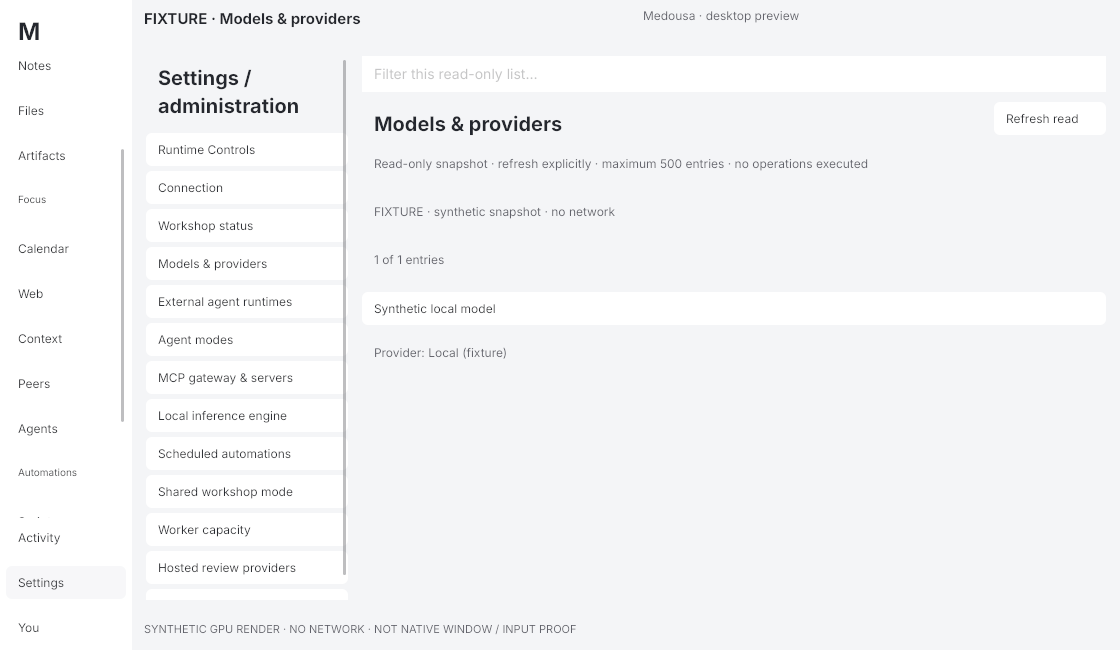 M
Notes
Files
Artifacts
Focus
Calendar
Web
Context
Peers
Agents
Automations
Activity
Settings
You
FIXTURE · Models & providers
Medousa · desktop preview
Settings /
administration
Runtime Controls
Connection
Workshop status
Models & providers
External agent runtimes
Agent modes
MCP gateway & servers
Local inference engine
Scheduled automations
Shared workshop mode
Worker capacity
Hosted review providers
Filter this read-only list...
Models & providers
Refresh read
Read-only snapshot · refresh explicitly · maximum 500 entries · no operations executed
FIXTURE · synthetic snapshot · no network
1 of 1 entries
Synthetic local model
Provider: Local (fixture)
SYNTHETIC GPU RENDER · NO NETWORK · NOT NATIVE WINDOW / INPUT PROOF